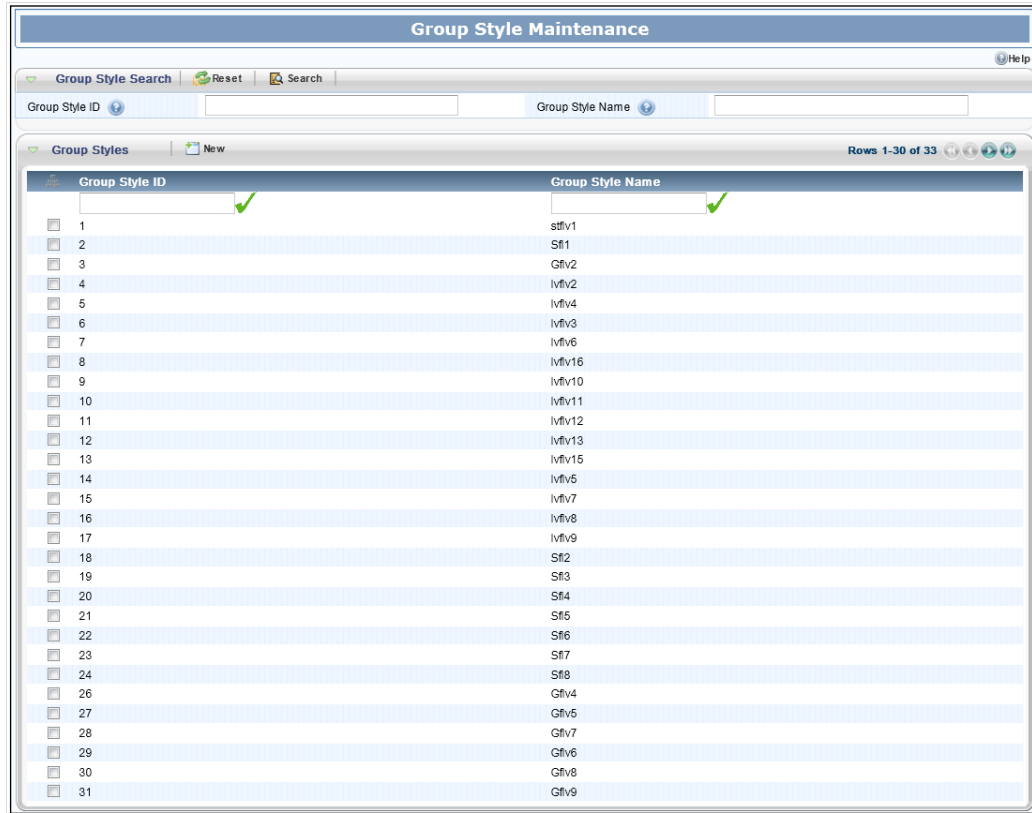 Group Style Maintenance
Help
Group Style Search Reset Search
Group Style ID Group Style Name
Group Styles New Rows 1-30 of 33
Group Style ID Group Style Name
1 stflv1
2 Sfl1
3 Gflv2
4 lvflv2
5 lvflv4
6 lvflv3
7 lvflv6
8 lvflv16
9 lvflv10
10 lvflv11
11 lvflv12
12 lvflv13
13 lvflv15
14 lvflv5
15 lvflv7
16 lvflv8
17 lvflv9
18 Sfl2
19 Sfl3
20 Sfl4
21 Sfl5
22 Sfl6
23 Sfl7
24 Sfl8
26 Gflv4
27 Gflv5
28 Gflv7
29 Gflv6
30 Gflv8
31 Gflv9